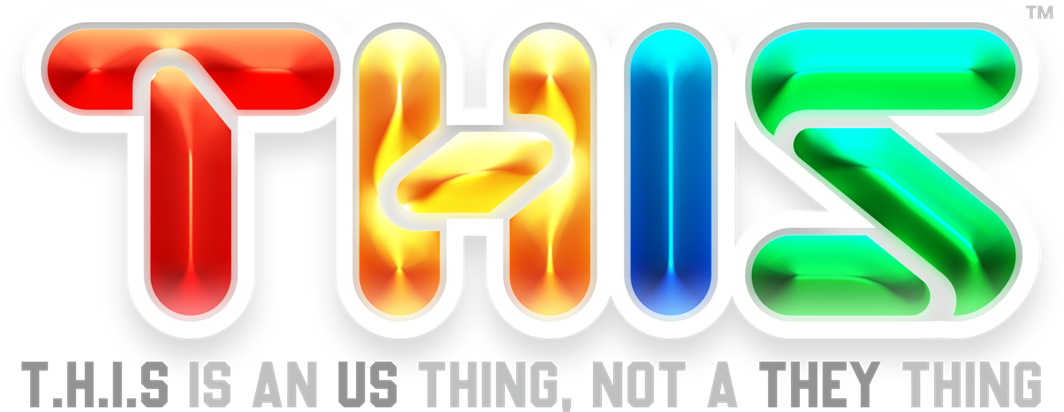 THIS™
T.H.I.S IS AN US THING, NOT A THEY THING